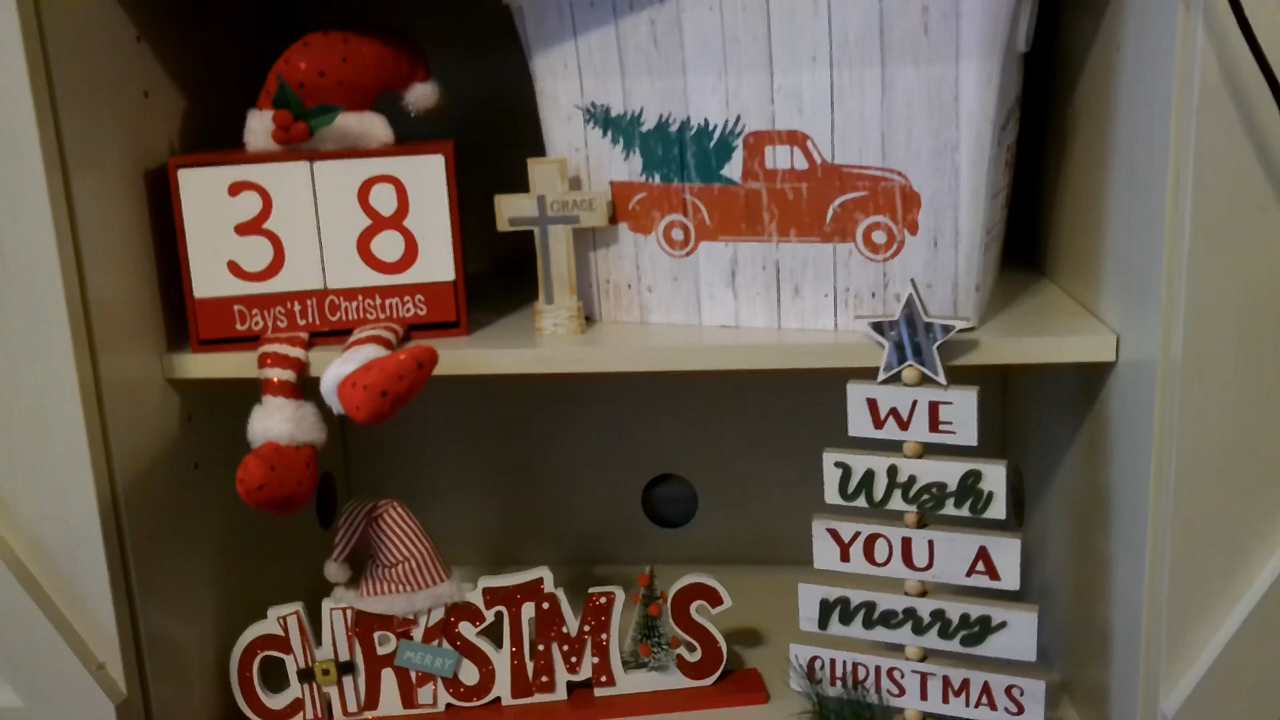 38
Days 'til Christmas
GRACE
WE
Wish
YOU A
Merry
CHRISTMAS
CHRISTMAS
MERRY